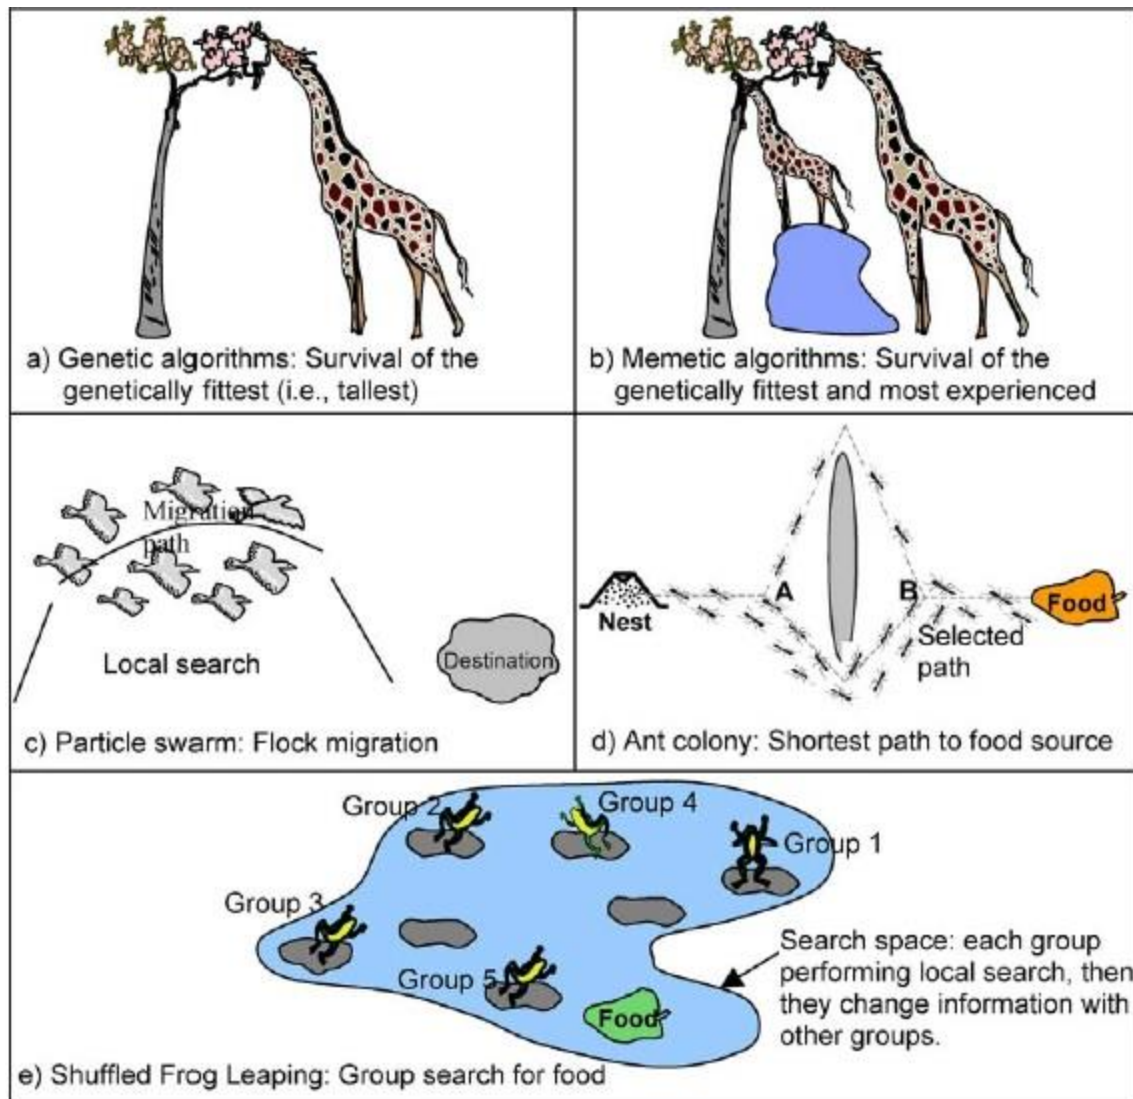 a) Genetic algorithms: Survival of the
genetically fittest (i.e., tallest)
b) Memetic algorithms: Survival of the
genetically fittest and most experienced
Migration
path
Local search
Destination
c) Particle swarm: Flock migration
A
B
Nest
Food
Selected
path
d) Ant colony: Shortest path to food source
Group 2
Group 4
Group 1
Group 3
Group 5
Food
Search space: each group
performing local search, then
they change information with
other groups.
e) Shuffled Frog Leaping: Group search for food